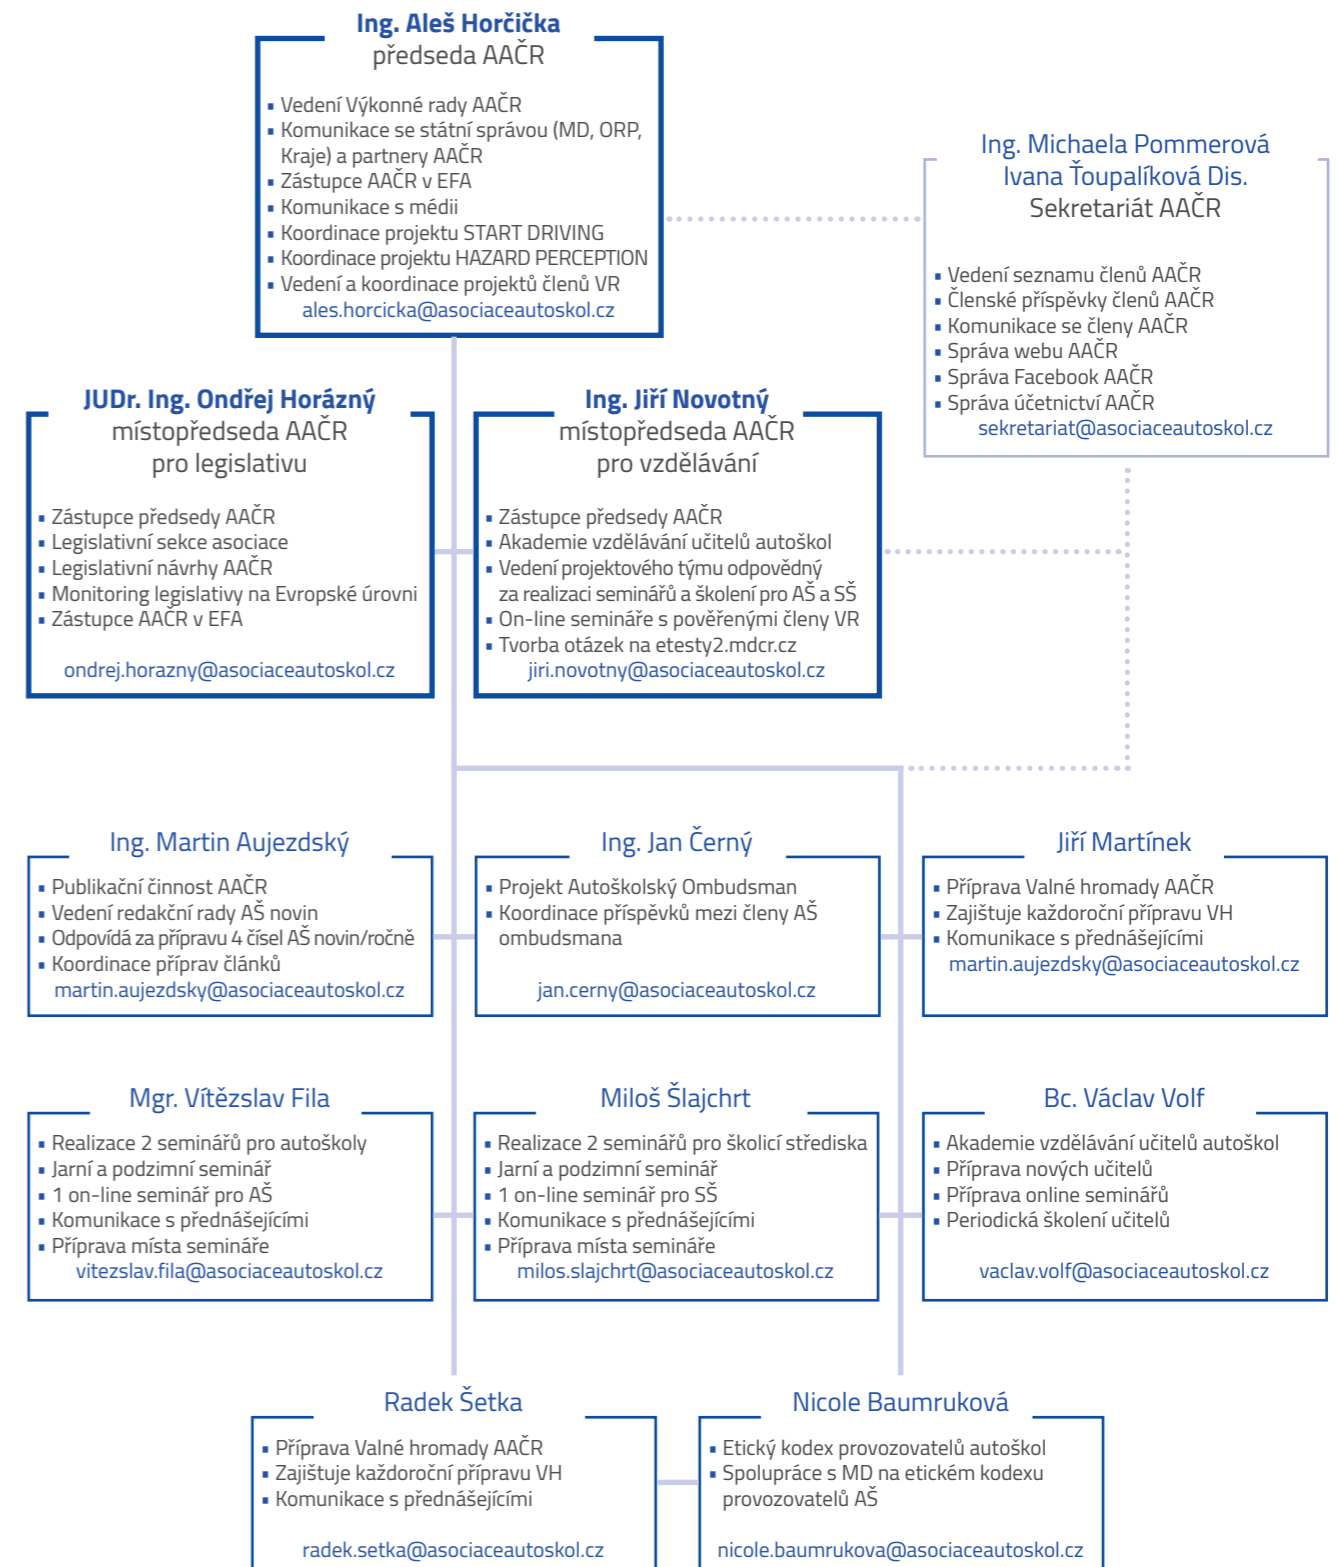 Ing. Aleš Horčička
předseda AAČR
▪ Vedení Výkonné rady AAČR
▪ Komunikace se státní správou (MD, ORP,
Kraje) a partnery AAČR
▪ Zástupce AAČR v EFA
▪ Komunikace s médii
▪ Koordinace projektu START DRIVING
▪ Koordinace projektu HAZARD PERCEPTION
▪ Vedení a koordinace projektů členů VR
ales.horcicka@asociaceautoskol.cz
Ing. Michaela Pommerová
Ivana Ťoupalíková Dis.
Sekretariát AAČR
▪ Vedení seznamu členů AAČR
▪ Členské příspěvky členů AAČR
▪ Komunikace se členy AAČR
▪ Správa webu AAČR
▪ Správa Facebook AAČR
▪ Správa účetnictví AAČR
sekretariat@asociaceautoskol.cz
JUDr. Ing. Ondřej Horázný
místopředseda AAČR
pro legislativu
▪ Zástupce předsedy AAČR
▪ Legislativní sekce asociace
▪ Legislativní návrhy AAČR
▪ Monitoring legislativy na Evropské úrovni
▪ Zástupce AAČR v EFA
ondrej.horazny@asociaceautoskol.cz
Ing. Jiří Novotný
místopředseda AAČR
pro vzdělávání
▪ Zástupce předsedy AAČR
▪ Akademie vzdělávání učitelů autoškol
▪ Vedení projektového týmu odpovědný
za realizaci seminářů a školení pro AŠ a SŠ
▪ On-line semináře s pověřenými členy VR
▪ Tvorba otázek na etesty2.mdcr.cz
jiri.novotny@asociaceautoskol.cz
Ing. Martin Aujezdský
▪ Publikační činnost AAČR
▪ Vedení redakční rady AŠ novin
▪ Odpovídá za přípravu 4 čísel AŠ novin/ročně
▪ Koordinace příprav článků
martin.aujezdsky@asociaceautoskol.cz
Ing. Jan Černý
▪ Projekt Autoškolský Ombudsman
▪ Koordinace příspěvků mezi členy AŠ
ombudsmana
jan.cerny@asociaceautoskol.cz
Jiří Martínek
▪ Příprava Valné hromady AAČR
▪ Zajištuje každoroční přípravu VH
▪ Komunikace s přednášejícími
martin.aujezdsky@asociaceautoskol.cz
Mgr. Vítězslav Fila
▪ Realizace 2 seminářů pro autoškoly
▪ Jarní a podzimní seminář
▪ 1 on-line seminář pro AŠ
▪ Komunikace s přednášejícími
▪ Příprava místa semináře
vitezslav.fila@asociaceautoskol.cz
Miloš Šlajchrt
▪ Realizace 2 seminářů pro školicí střediska
▪ Jarní a podzimní seminář
▪ 1 on-line seminář pro SŠ
▪ Komunikace s přednášejícími
▪ Příprava místa semináře
milos.slajchrt@asociaceautoskol.cz
Bc. Václav Volf
▪ Akademie vzdělávání učitelů autoškol
▪ Příprava nových učitelů
▪ Příprava online seminářů
▪ Periodická školení učitelů
vaclav.volf@asociaceautoskol.cz
Radek Šetka
▪ Příprava Valné hromady AAČR
▪ Zajištuje každoroční přípravu VH
▪ Komunikace s přednášejícími
radek.setka@asociaceautoskol.cz
Nicole Baumruková
▪ Etický kodex provozovatelů autoškol
▪ Spolupráce s MD na etickém kodexu
provozovatelů AŠ
nicole.baumrukova@asociaceautoskol.cz